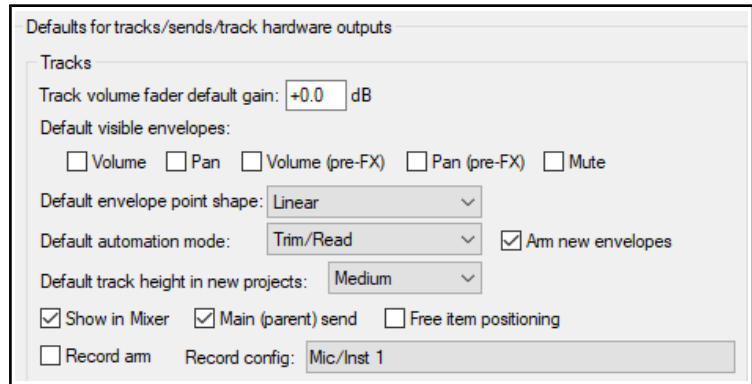 Defaults for tracks/sends/track hardware outputs
Tracks
Track volume fader default gain: +0.0 dB
Default visible envelopes:
Volume Pan Volume (pre-FX) Pan (pre-FX) Mute
Default envelope point shape: Linear
Default automation mode: Trim/Read Arm new envelopes
Default track height in new projects: Medium
Show in Mixer Main (parent) send Free item positioning
Record arm Record config: Mic/Inst 1